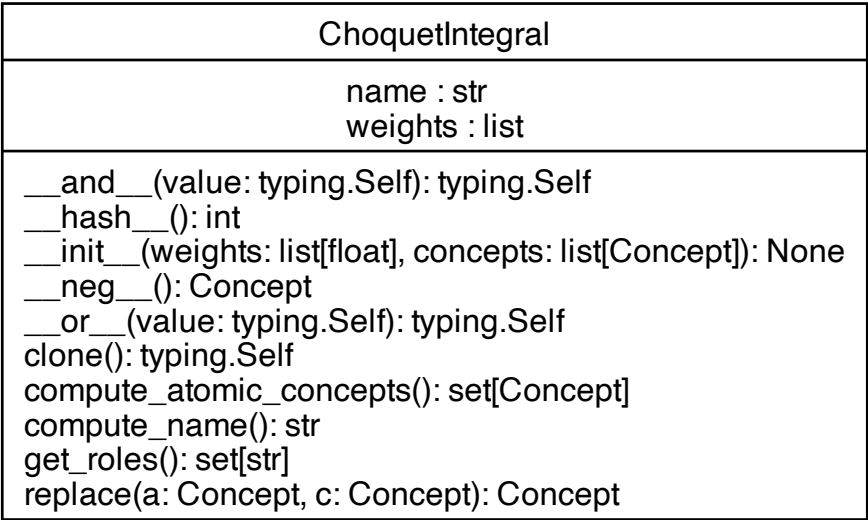 ChoquetIntegral
name : str
weights : list
__and__(value: typing.Self): typing.Self
__hash__(): int
__init__(weights: list[float], concepts: list[Concept]): None
__neg__(): Concept
__or__(value: typing.Self): typing.Self
clone(): typing.Self
compute_atomic_concepts(): set[Concept]
compute_name(): str
get_roles(): set[str]
replace(a: Concept, c: Concept): Concept